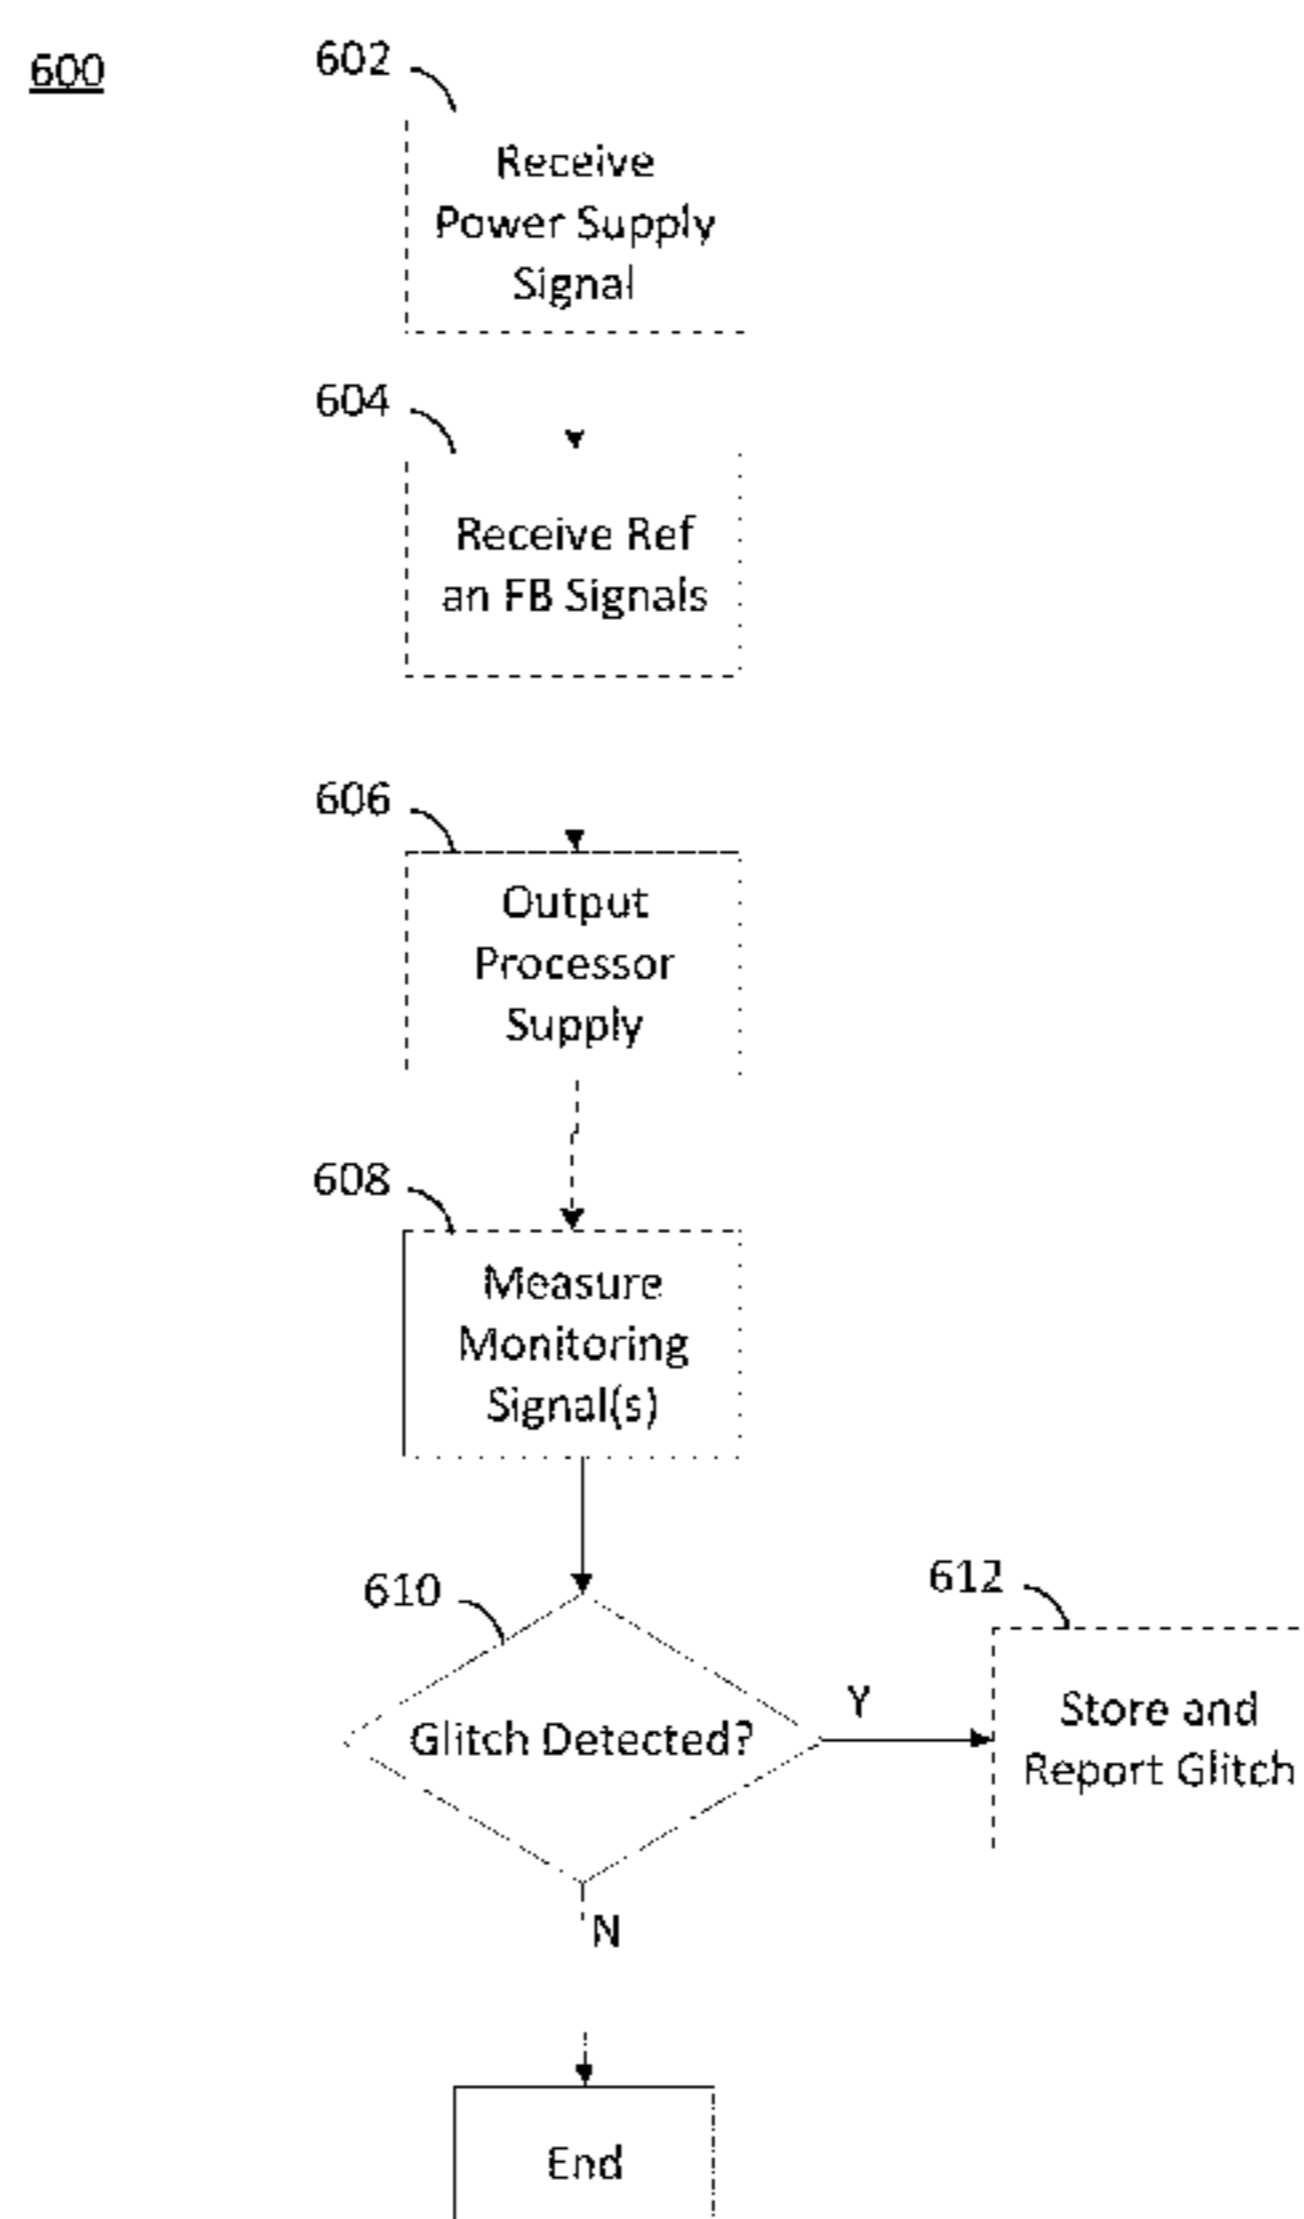 600
602
Receive
Power Supply
Signal
604
Receive Ref
an FB Signals
606
Output
Processor
Supply
608
Measure
Monitoring
Signal(s)
610
Glitch Detected?
Y
612
Store and
Report Glitch
N
End